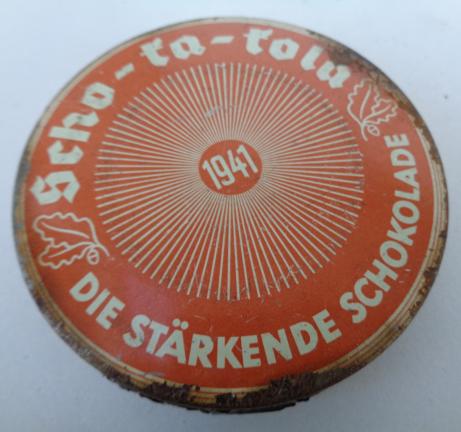 Scho-ka-kola
1941
DIE STÄRKENDE SCHOKOLADE